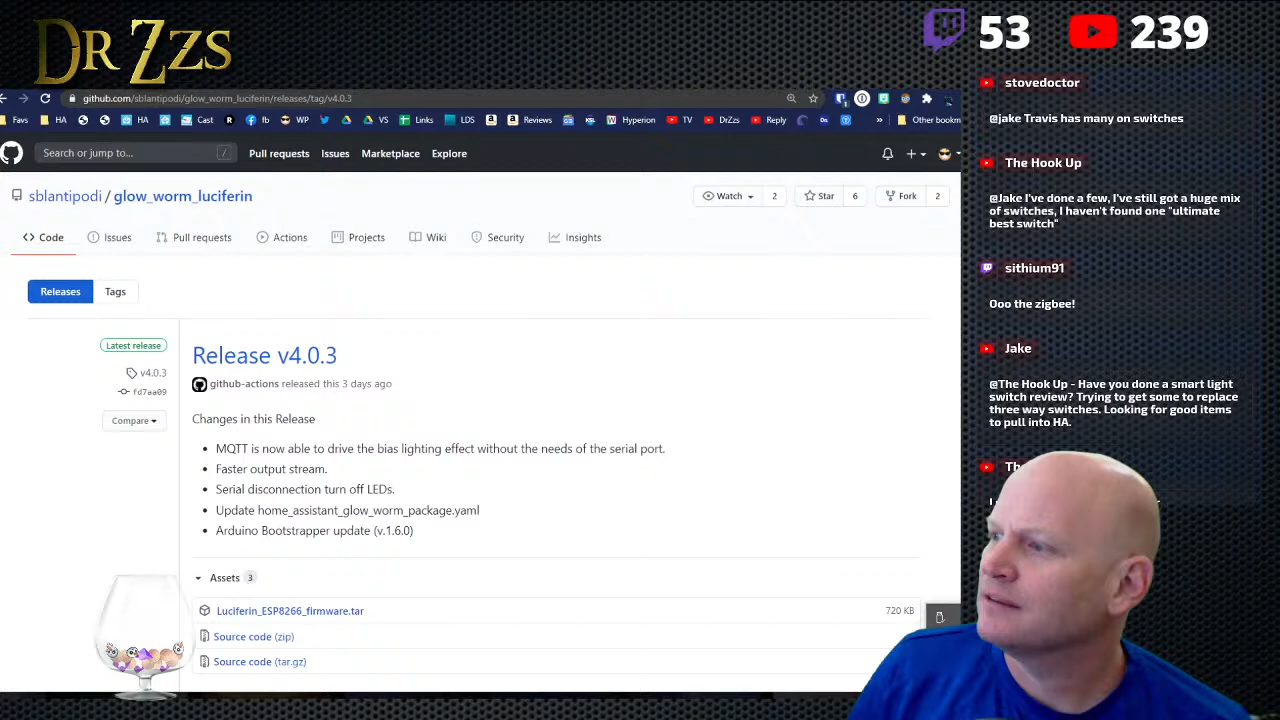 DR ZZS
53
239
github.com/sblantipodi/glow_worm_luciferin/releases/tag/v4.0.3
Favs
HA
HA
Cast
fb
WP
VS
Links
LDS
Reviews
Hyperion
TV
DrZzs
Reply
»
Other bookm
Search or jump to...
/
Pull requests
Issues
Marketplace
Explore
sblantipodi / glow_worm_luciferin
Watch
2
Star
6
Fork
2
Code
Issues
Pull requests
Actions
Projects
Wiki
Security
Insights
Releases
Tags
Latest release
v4.0.3
fd7aa09
Compare
Release v4.0.3
github-actions released this 3 days ago
Changes in this Release
MQTT is now able to drive the bias lighting effect without the needs of the serial port.
Faster output stream.
Serial disconnection turn off LEDs.
Update home_assistant_glow_worm_package.yaml
Arduino Bootstrapper update (v.1.6.0)
Assets 3
Luciferin_ESP8266_firmware.tar
720 KB
Source code (zip)
Source code (tar.gz)
stovedoctor
@jake Travis has many on switches
The Hook Up
@Jake I've done a few, I've still got a huge mix
of switches, I haven't found one "ultimate
best switch"
sithium91
Ooo the zigbee!
Jake
@The Hook Up - Have you done a smart light
switch review? Trying to get some to replace
three way switches. Looking for good items
to pull into HA.